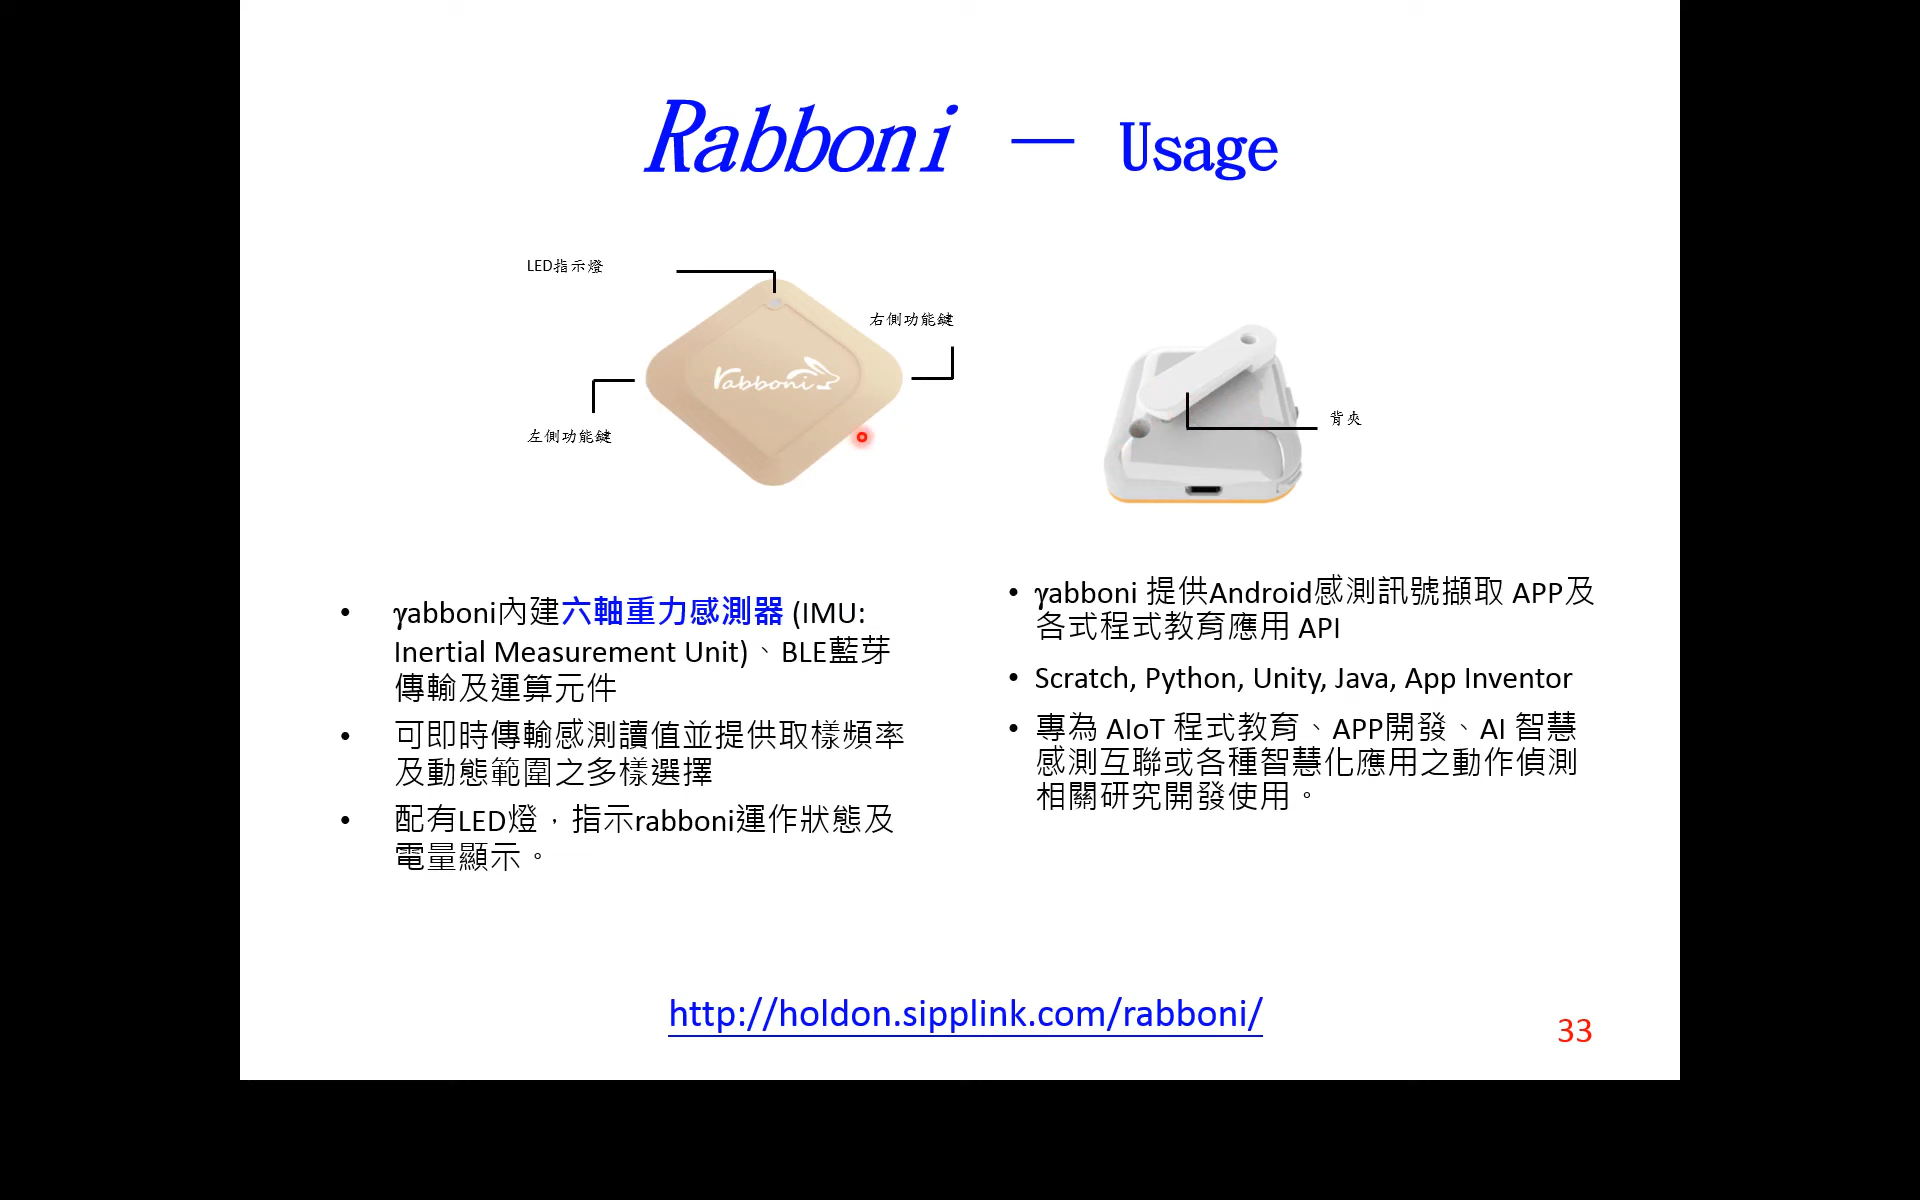 Rabboni － Usage
LED指示燈
右側功能鍵
rabboni
左側功能鍵
背夾
• γabboni內建六軸重力感測器 (IMU:
Inertial Measurement Unit)、BLE藍芽
傳輸及運算元件
• 可即時傳輸感測讀值並提供取樣頻率
及動態範圍之多樣選擇
• 配有LED燈，指示rabboni運作狀態及
電量顯示。
• γabboni 提供Android感測訊號擷取 APP及
各式程式教育應用 API
• Scratch, Python, Unity, Java, App Inventor
• 專為 AIoT 程式教育、APP開發、AI 智慧
感測互聯或各種智慧化應用之動作偵測
相關研究開發使用。
http://holdon.sipplink.com/rabboni/
33